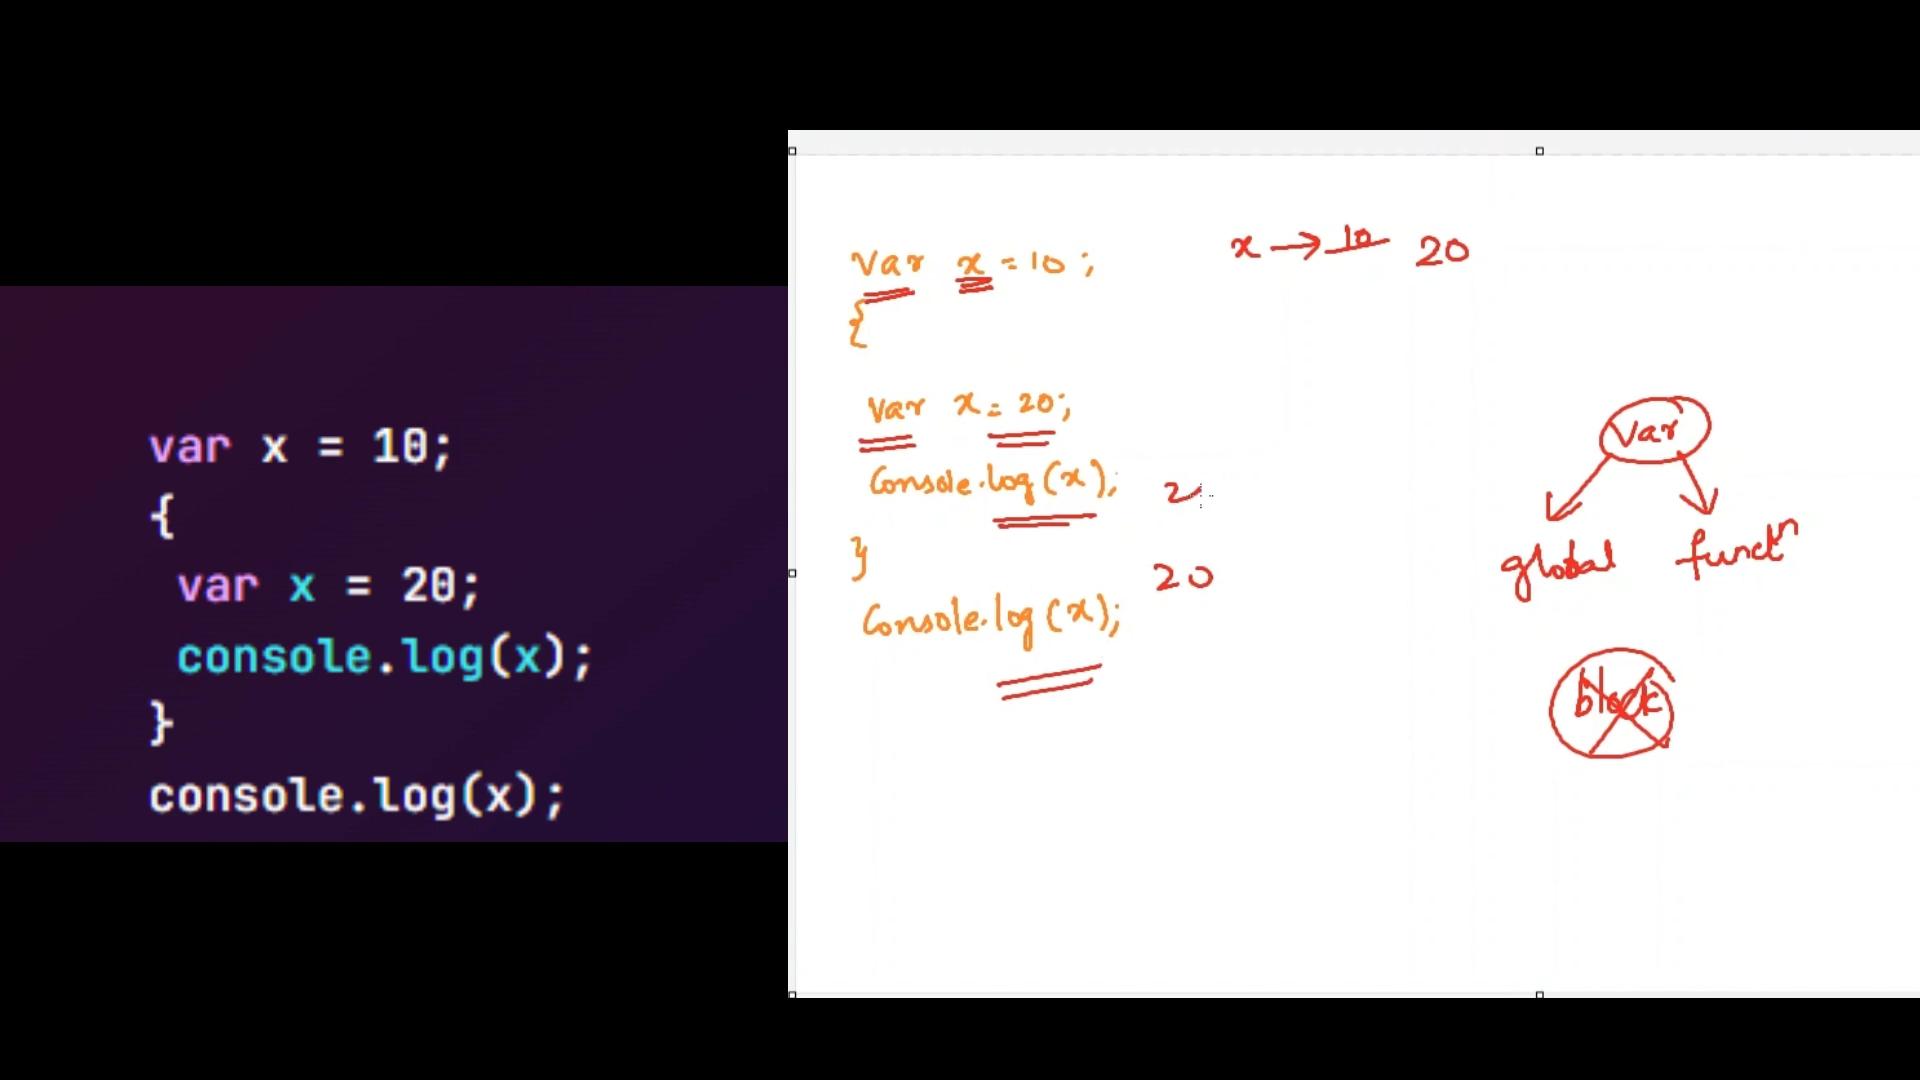 var x = 10;
{
var x = 20;
console.log(x);
}
console.log(x);
Var x = 10 ;
{
Var x = 20;
Console.log (x);
}
Console.log (x);
x → 10 20
2
20
Var
global functn
block